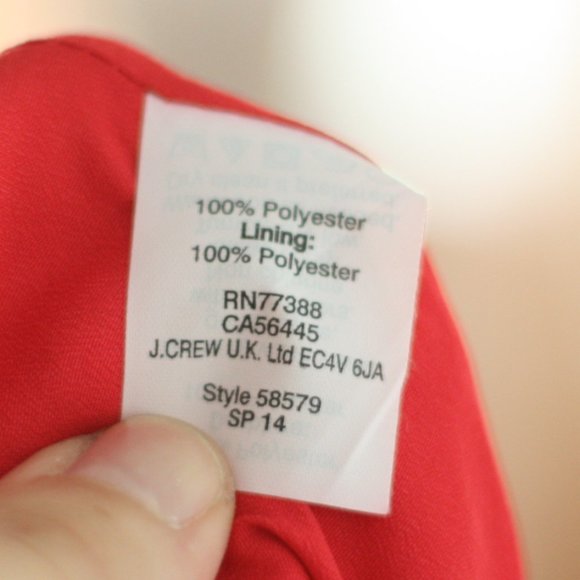 100% Polyester
Lining:
100% Polyester
RN77388
CA56445
J.CREW U.K. Ltd EC4V 6JA
Style 58579
SP 14